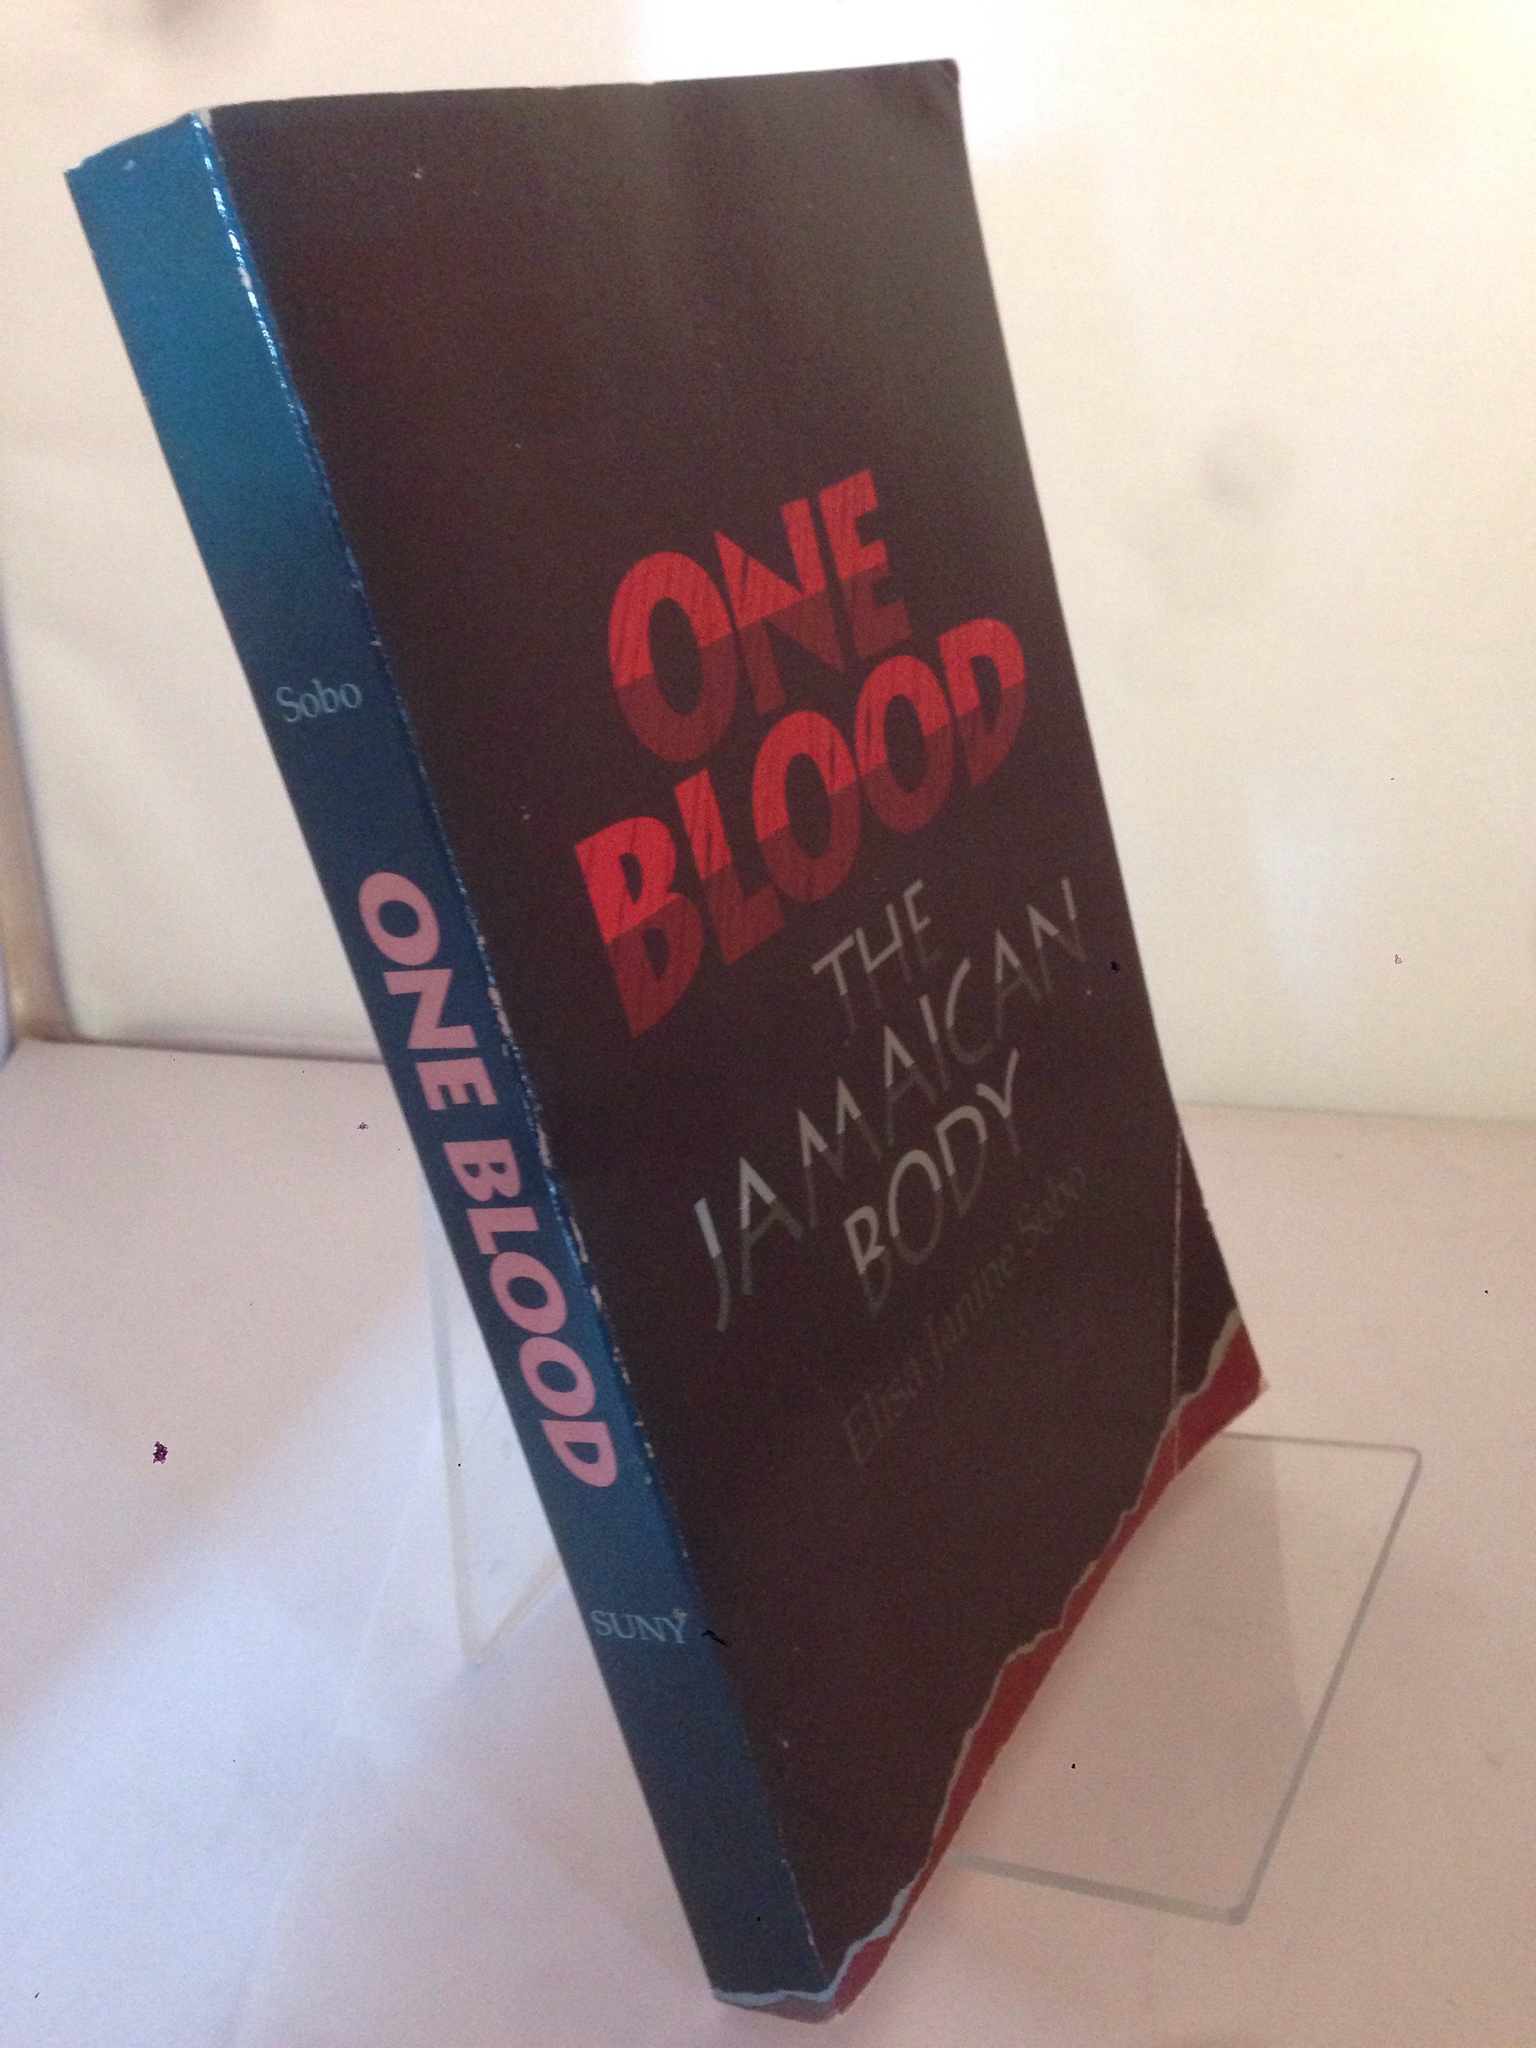 Sobo
ONE BLOOD
SUNY
ONE
BLOOD
THE
JAMAICAN
BODY
Elisa Janine Sobo